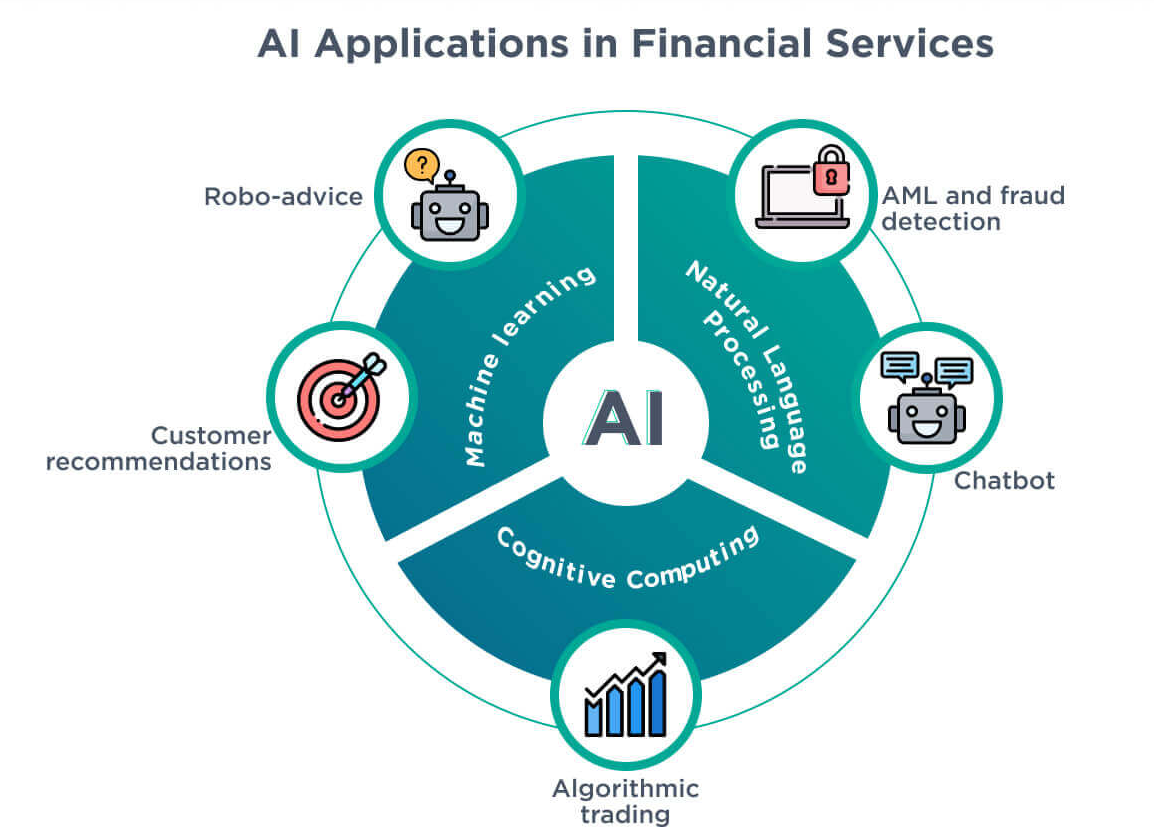 AI Applications in Financial Services
Robo-advice
?
AML and fraud
detection
Machine learning
Natural Language
Processing
AI
Customer
recommendations
Chatbot
Cognitive Computing
Algorithmic
trading